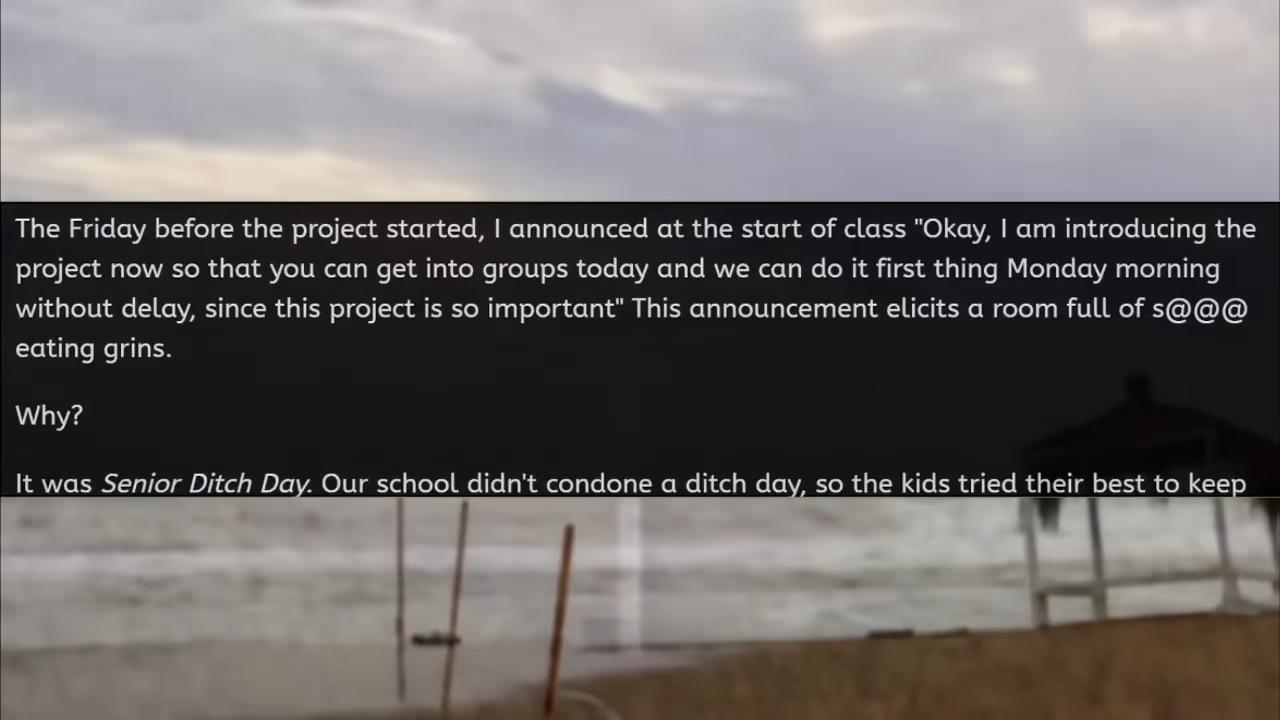 The Friday before the project started, I announced at the start of class "Okay, I am introducing the
project now so that you can get into groups today and we can do it first thing Monday morning
without delay, since this project is so important" This announcement elicits a room full of s@@@
eating grins.
Why?
It was Senior Ditch Day. Our school didn't condone a ditch day, so the kids tried their best to keep